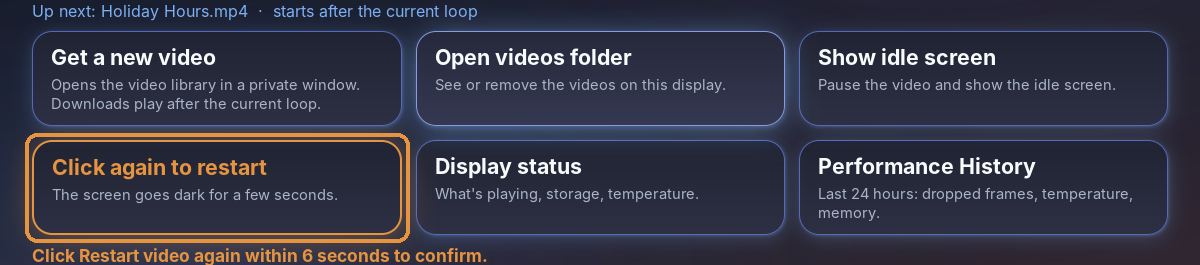 Up next: Holiday Hours.mp4 · starts after the current loop
Get a new video
Opens the video library in a private window.
Downloads play after the current loop.
Open videos folder
See or remove the videos on this display.
Show idle screen
Pause the video and show the idle screen.
Click again to restart
The screen goes dark for a few seconds.
Display status
What's playing, storage, temperature.
Performance History
Last 24 hours: dropped frames, temperature,
memory.
Click Restart video again within 6 seconds to confirm.